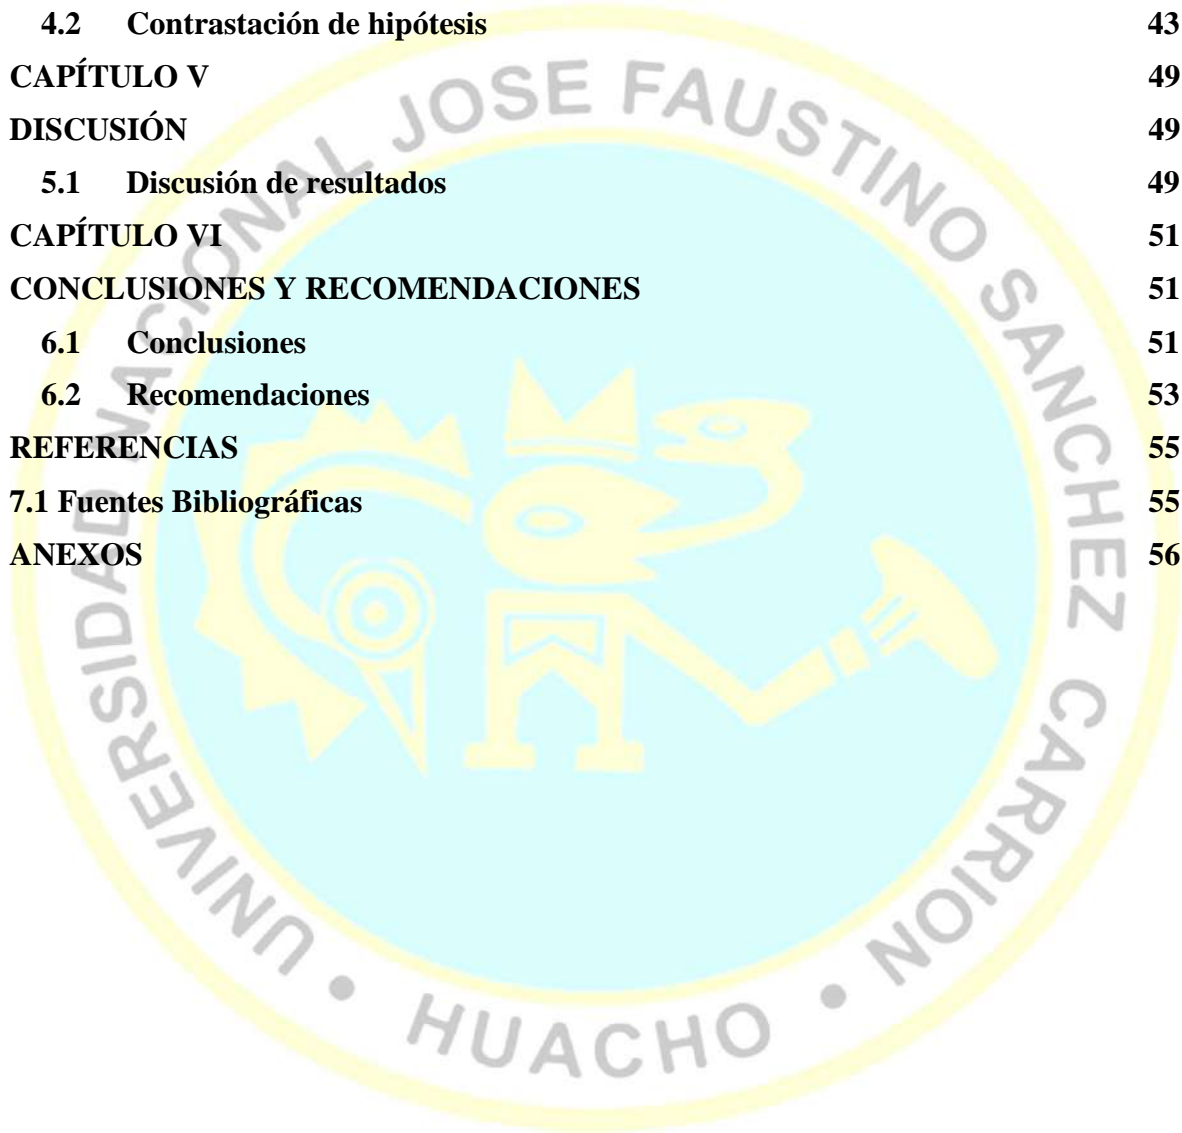 4.2 Contrastación de hipótesis 43
CAPÍTULO V 49
DISCUSIÓN 49
5.1 Discusión de resultados 49
CAPÍTULO VI 51
CONCLUSIONES Y RECOMENDACIONES 51
6.1 Conclusiones 51
6.2 Recomendaciones 53
REFERENCIAS 55
7.1 Fuentes Bibliográficas 55
ANEXOS 56
UNIVERSIDAD NACIONAL JOSE FAUSTINO SANCHEZ CARRION • HUACHO •